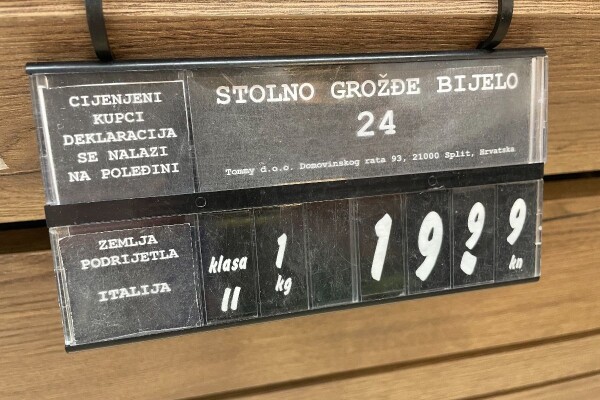 CIJENJENI
KUPCI
DEKLARACIJA
SE NALAZI
NA POLEĐINI
STOLNO GROŽĐE BIJELO
24
Tommy d.o.o. Domovinskog rata 93, 21000 Split, Hrvatska
ZEMLJA
PODRIJETLA
ITALIJA
klasa
II
1
kg
19.99
kn